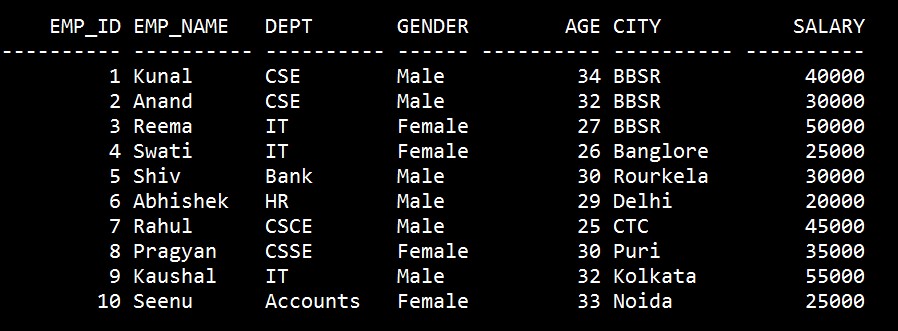 EMP_ID EMP_NAME DEPT GENDER AGE CITY SALARY
---------- ---------- ---------- ------ ---------- ---------- ----------
1 Kunal CSE Male 34 BBSR 40000
2 Anand CSE Male 32 BBSR 30000
3 Reema IT Female 27 BBSR 50000
4 Swati IT Female 26 Banglore 25000
5 Shiv Bank Male 30 Rourkela 30000
6 Abhishek HR Male 29 Delhi 20000
7 Rahul CSCE Male 25 CTC 45000
8 Pragyan CSSE Female 30 Puri 35000
9 Kaushal IT Male 32 Kolkata 55000
10 Seenu Accounts Female 33 Noida 25000